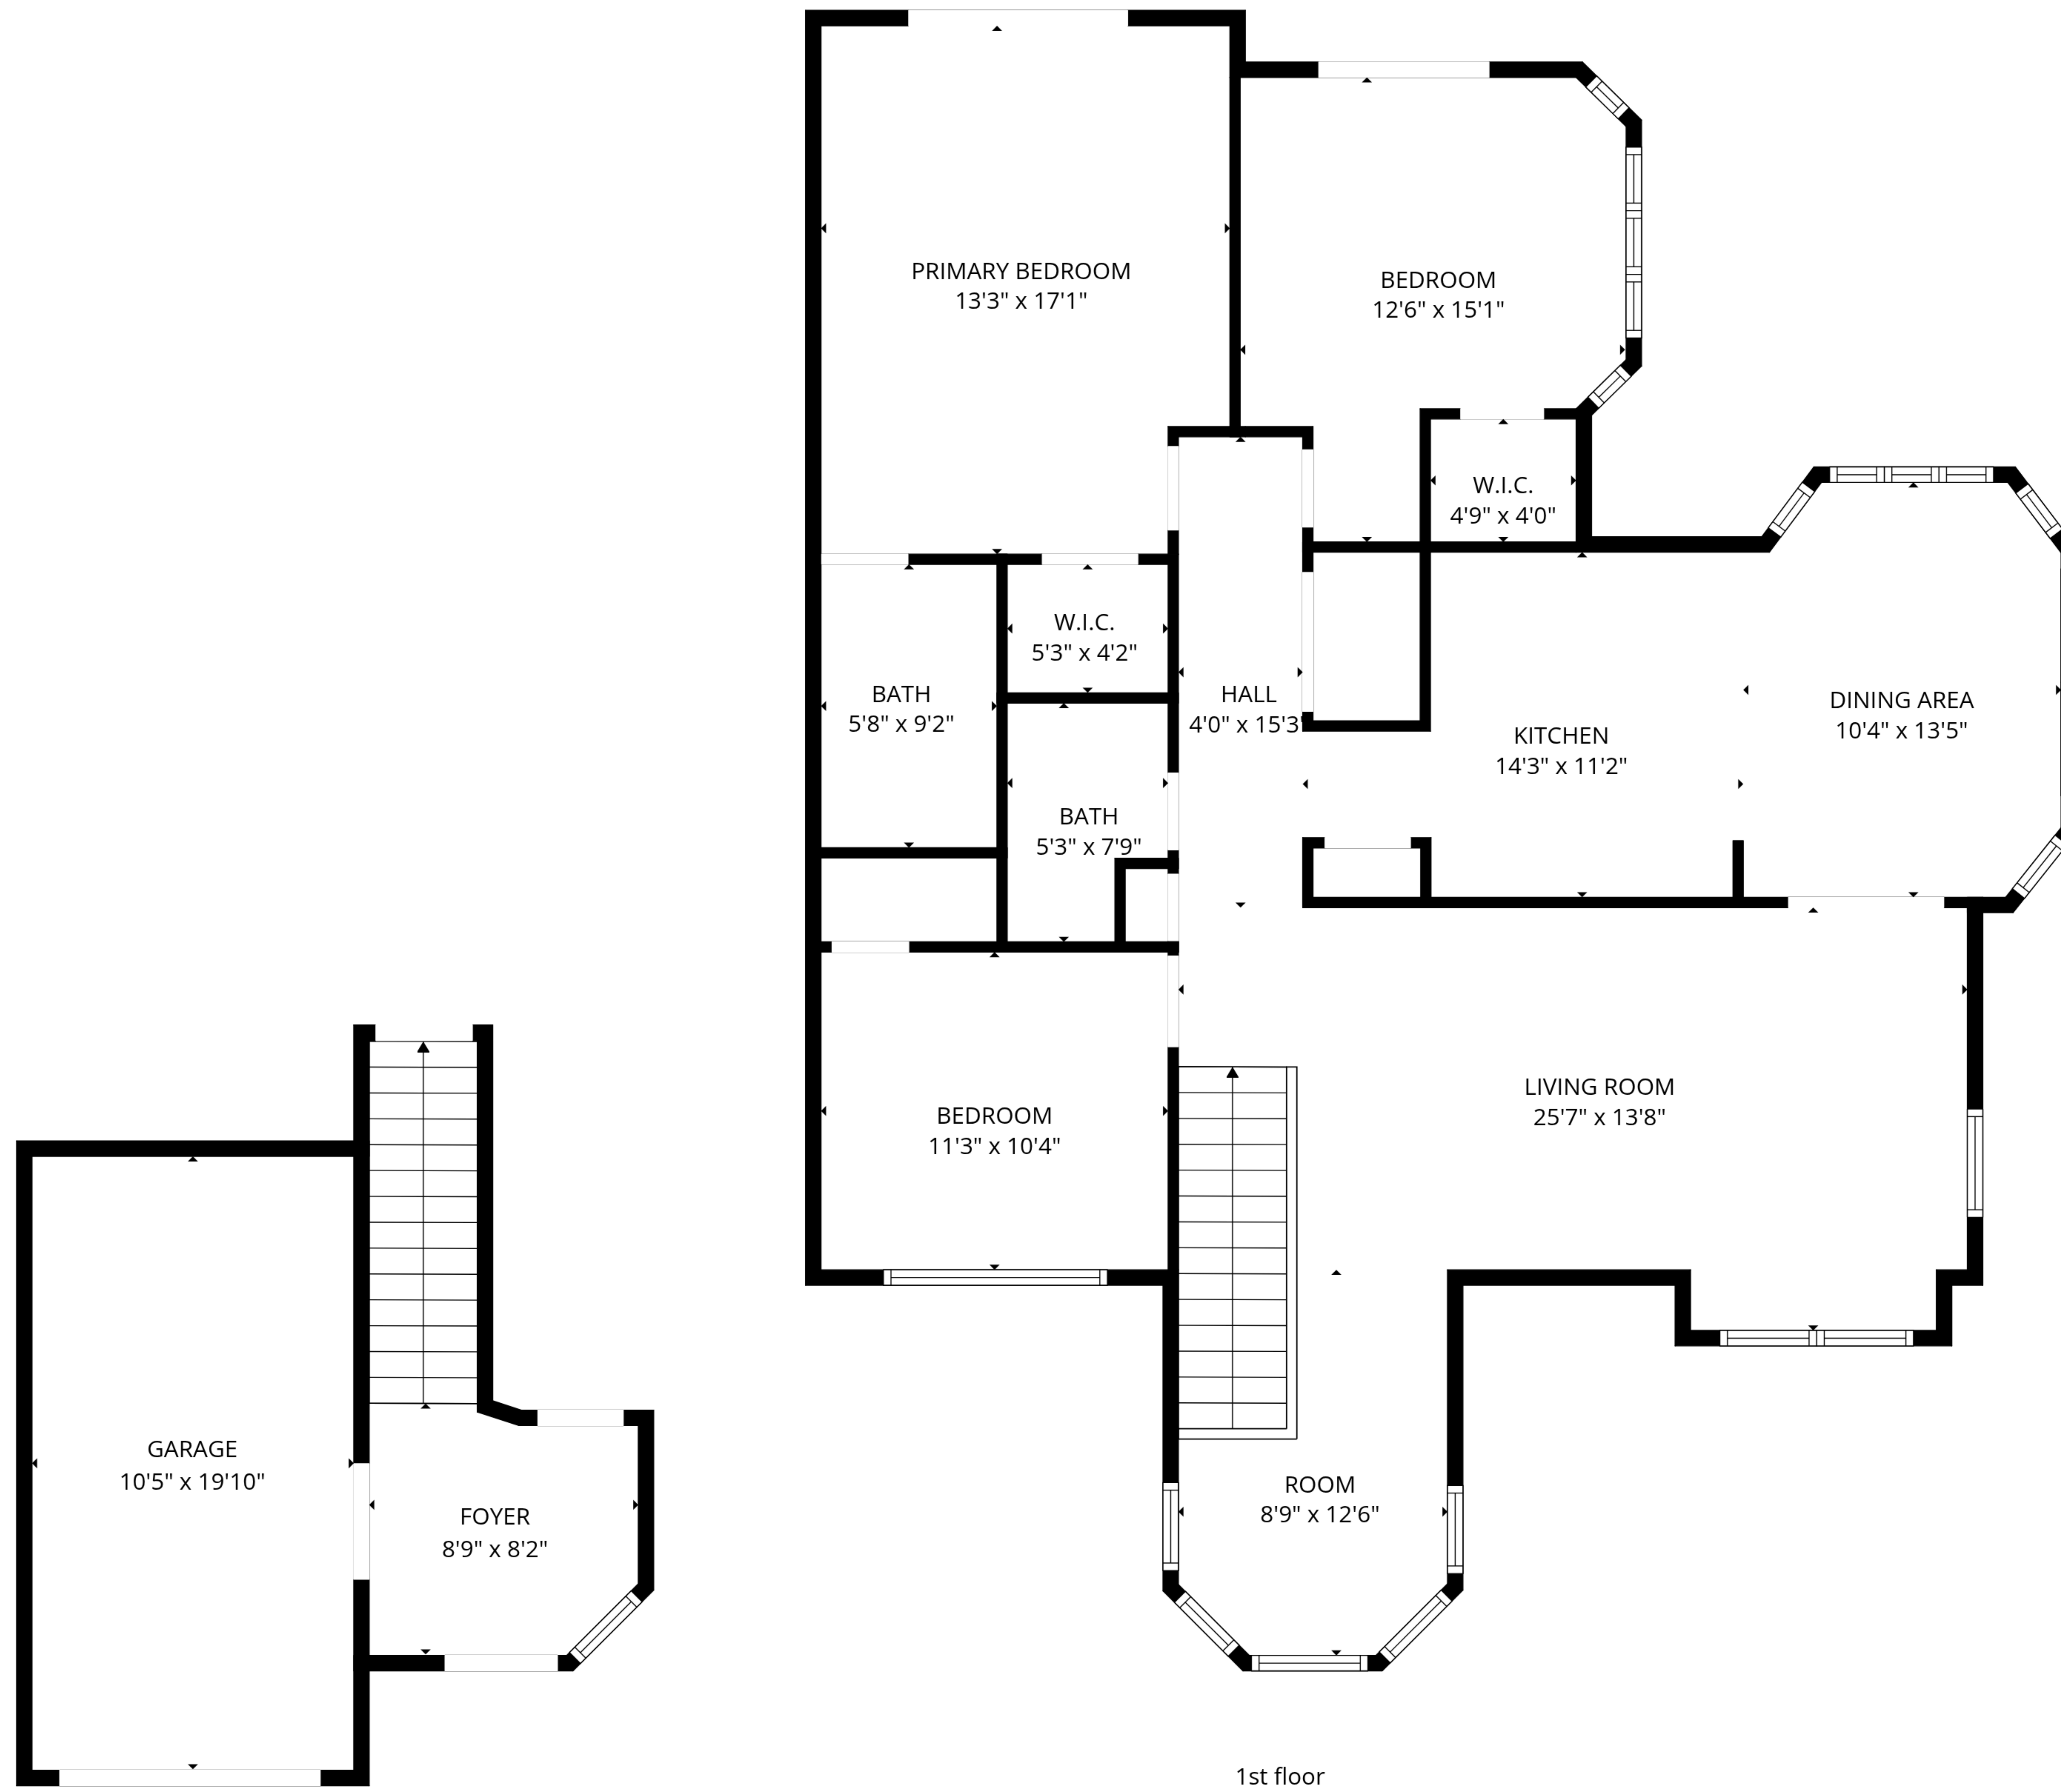 PRIMARY BEDROOM
13'3" x 17'1"
BEDROOM
12'6" x 15'1"
W.I.C.
4'9" x 4'0"
W.I.C.
5'3" x 4'2"
BATH
5'8" x 9'2"
HALL
4'0" x 15'3"
KITCHEN
14'3" x 11'2"
DINING AREA
10'4" x 13'5"
BATH
5'3" x 7'9"
BEDROOM
11'3" x 10'4"
LIVING ROOM
25'7" x 13'8"
GARAGE
10'5" x 19'10"
FOYER
8'9" x 8'2"
ROOM
8'9" x 12'6"
1st floor